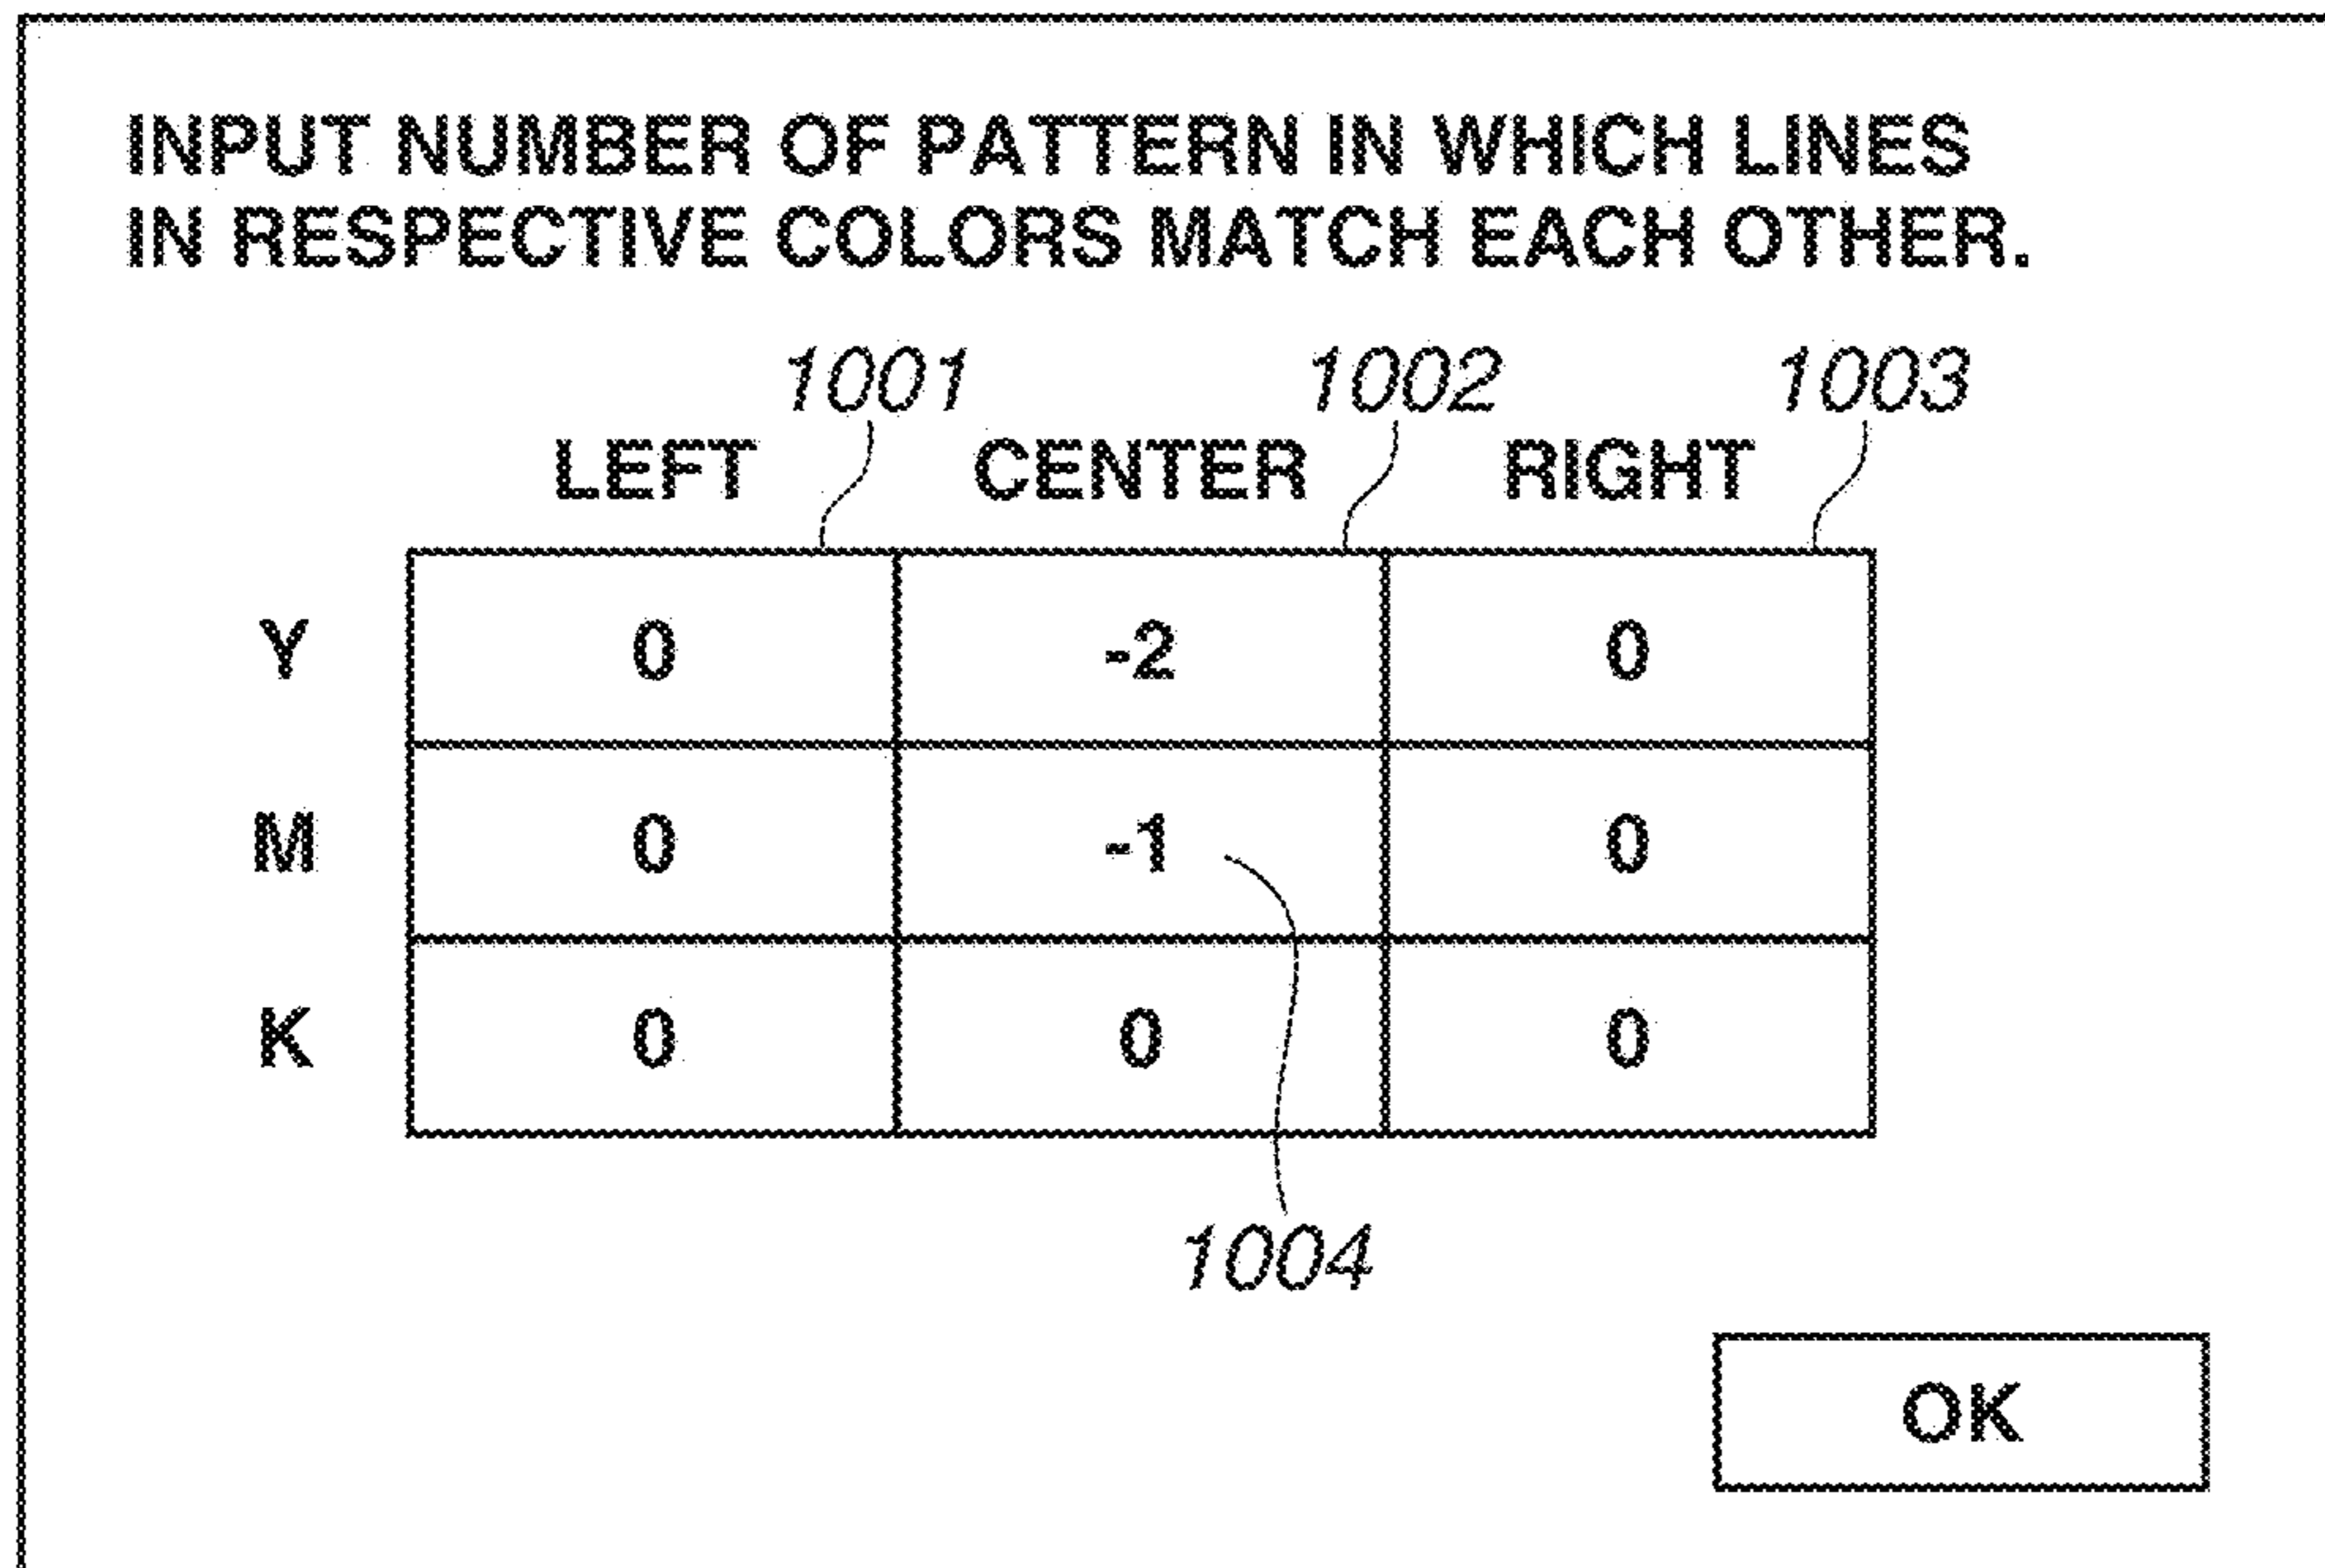 INPUT NUMBER OF PATTERN IN WHICH LINES
IN RESPECTIVE COLORS MATCH EACH OTHER.
1001 1002 1003
LEFT CENTER RIGHT
Y 0 -2 0
M 0 -1 0
K 0 0 0
1004
OK